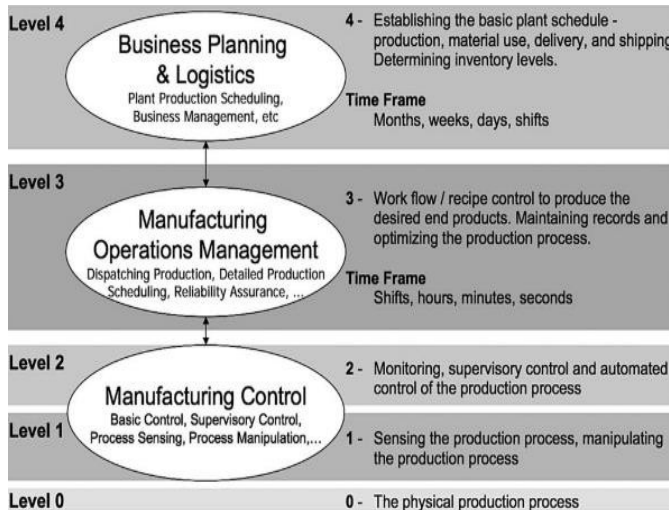 Level 4
Business Planning
& Logistics
Plant Production Scheduling,
Business Management, etc
4 - Establishing the basic plant schedule -
production, material use, delivery, and shipping
Determining inventory levels.
Time Frame
Months, weeks, days, shifts
Level 3
Manufacturing
Operations Management
Dispatching Production, Detailed Production
Scheduling, Reliability Assurance, ...
3 - Work flow / recipe control to produce the
desired end products. Maintaining records and
optimizing the production process.
Time Frame
Shifts, hours, minutes, seconds
Level 2
Manufacturing Control
Basic Control, Supervisory Control,
Process Sensing, Process Manipulation,...
2 - Monitoring, supervisory control and automated
control of the production process
Level 1
1 - Sensing the production process, manipulating
the production process
Level 0
0 - The physical production process